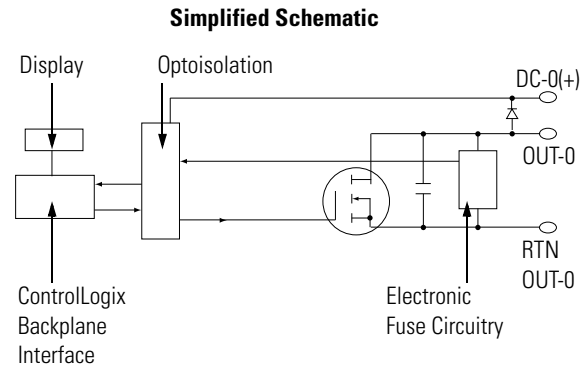 Simplified Schematic
Display
Optoisolation
DC-0(+)
OUT-0
RTN
OUT-0
ControlLogix
Backplane
Interface
Electronic
Fuse Circuitry